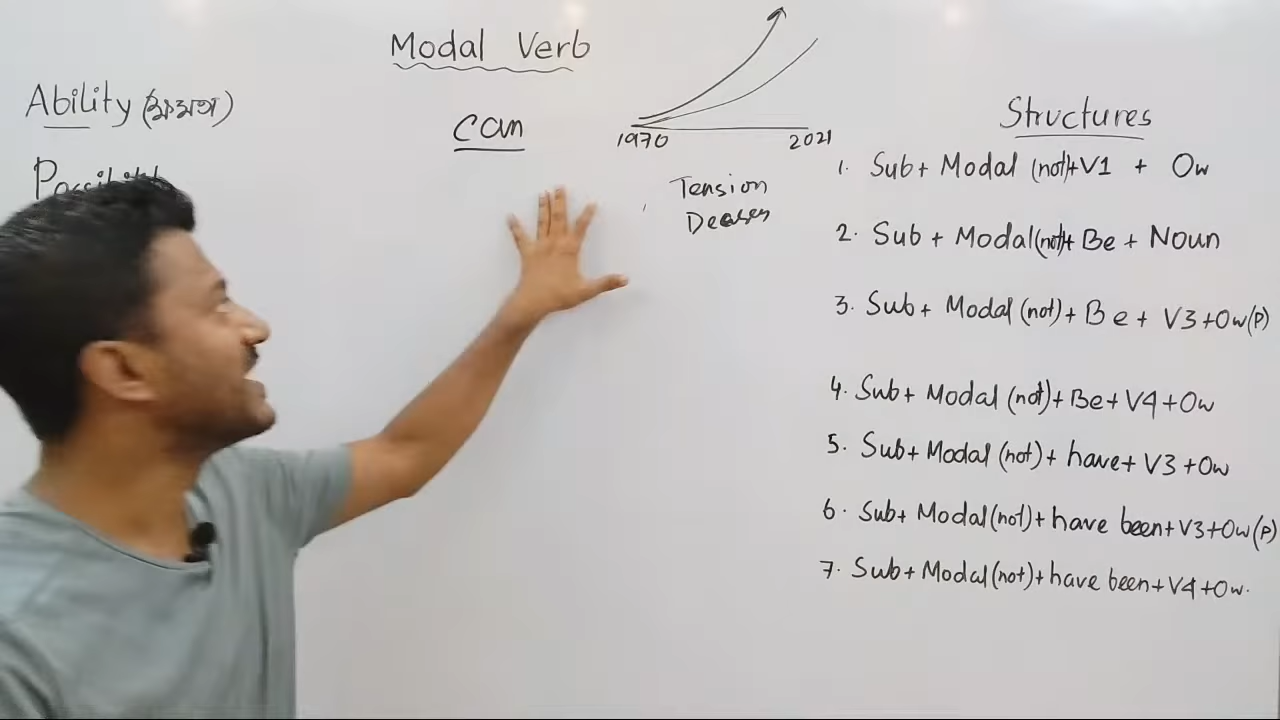 Modal Verb
Ability (ক্ষমতা)
can
1970
2021
Tension
Structures
1. Sub+ Modal (not)+V1 + Ow
2. Sub + Modal(not)+ Be + Noun
3. Sub+ Modal (not)+ Be + V3+Ow(P)
4. Sub+ Modal (not)+Be+V4+Ow
5. Sub+ Modal (not)+ have+ V3+Ow
6. Sub+ Modal(not)+have been+V3+Ow(P)
7. Sub+Modal(not)+have been+V4+Ow.